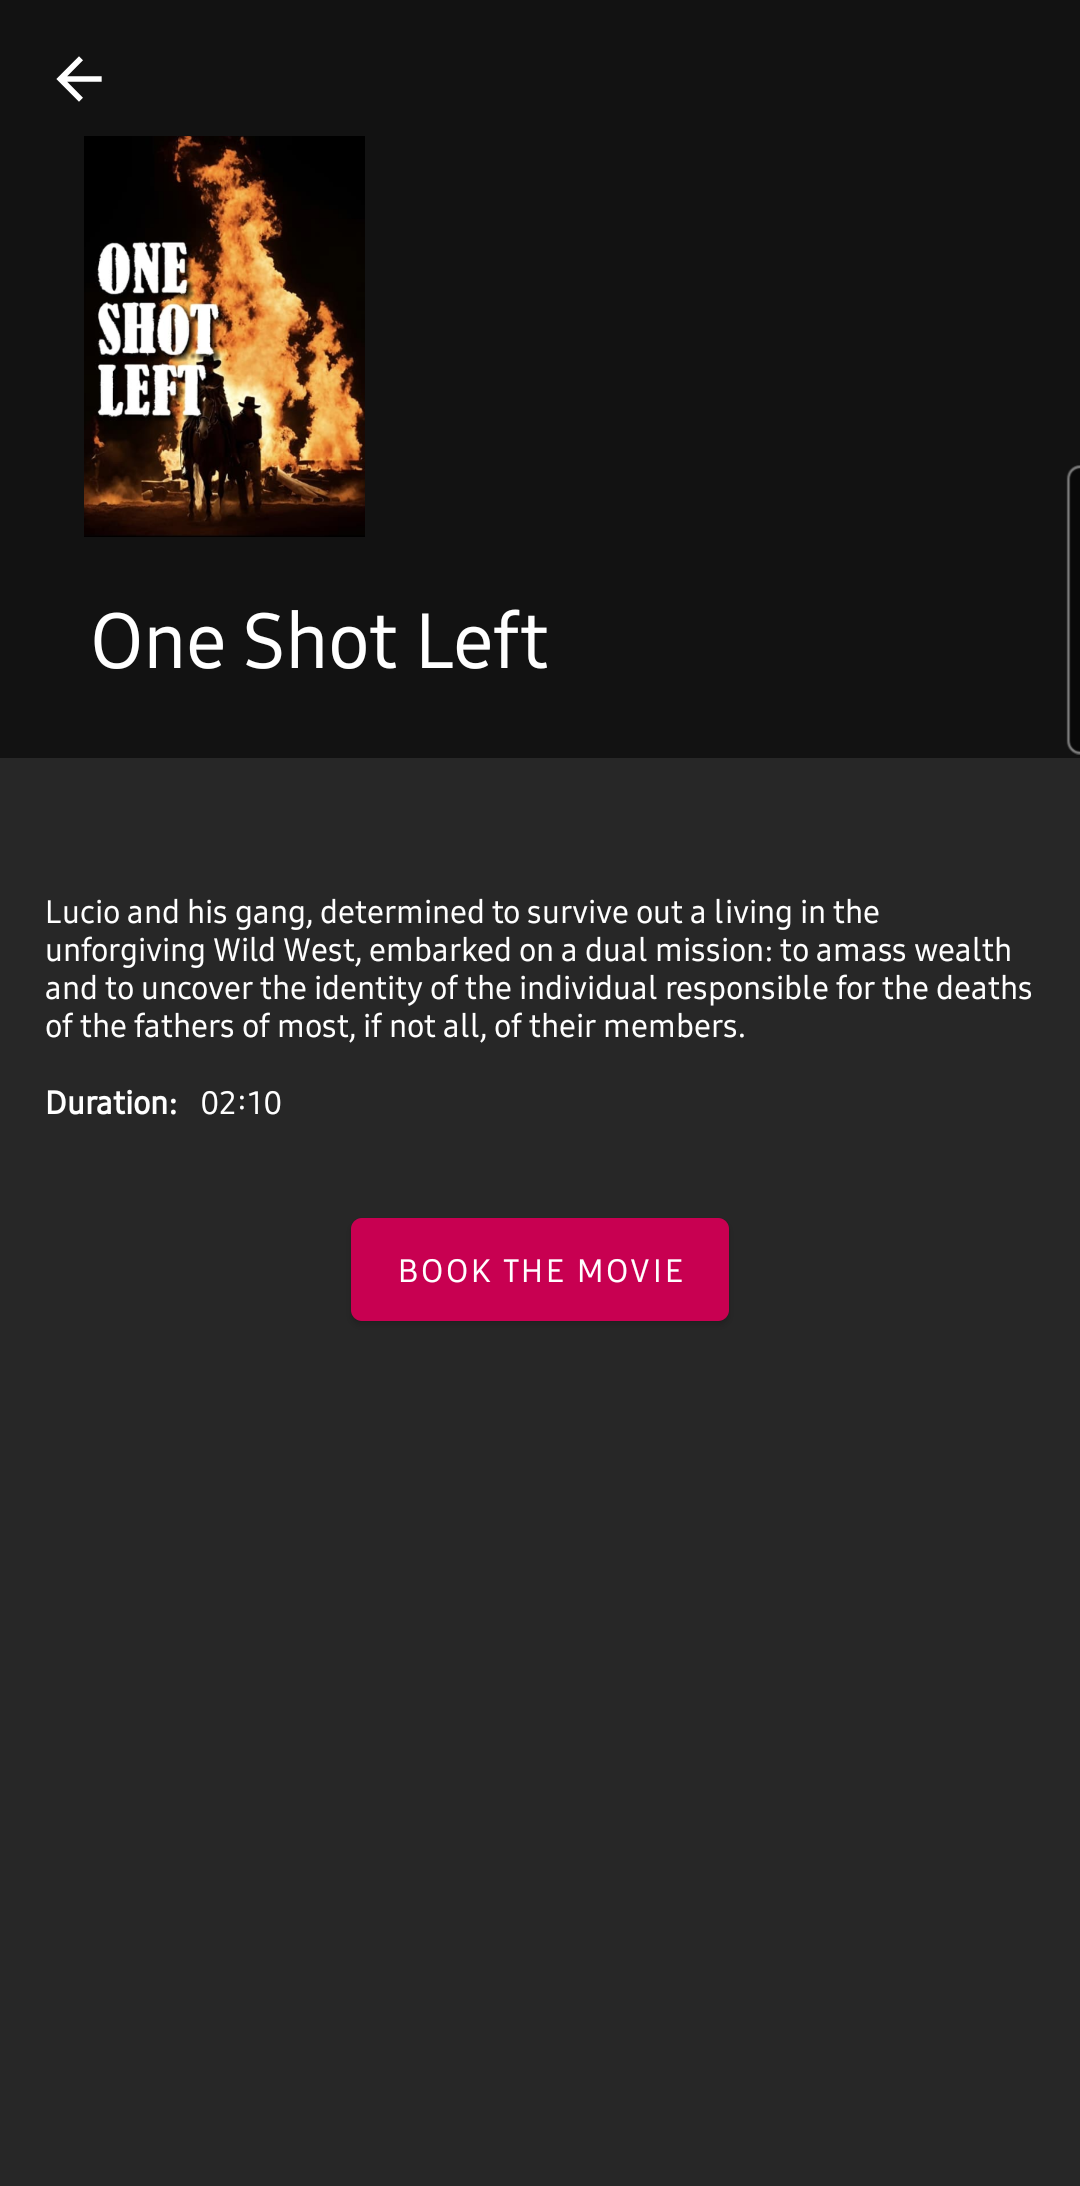 ONE
SHOT
LEFT
One Shot Left
Lucio and his gang, determined to survive out a living in the
unforgiving Wild West, embarked on a dual mission: to amass wealth
and to uncover the identity of the individual responsible for the deaths
of the fathers of most, if not all, of their members.
Duration: 02:10
BOOK THE MOVIE